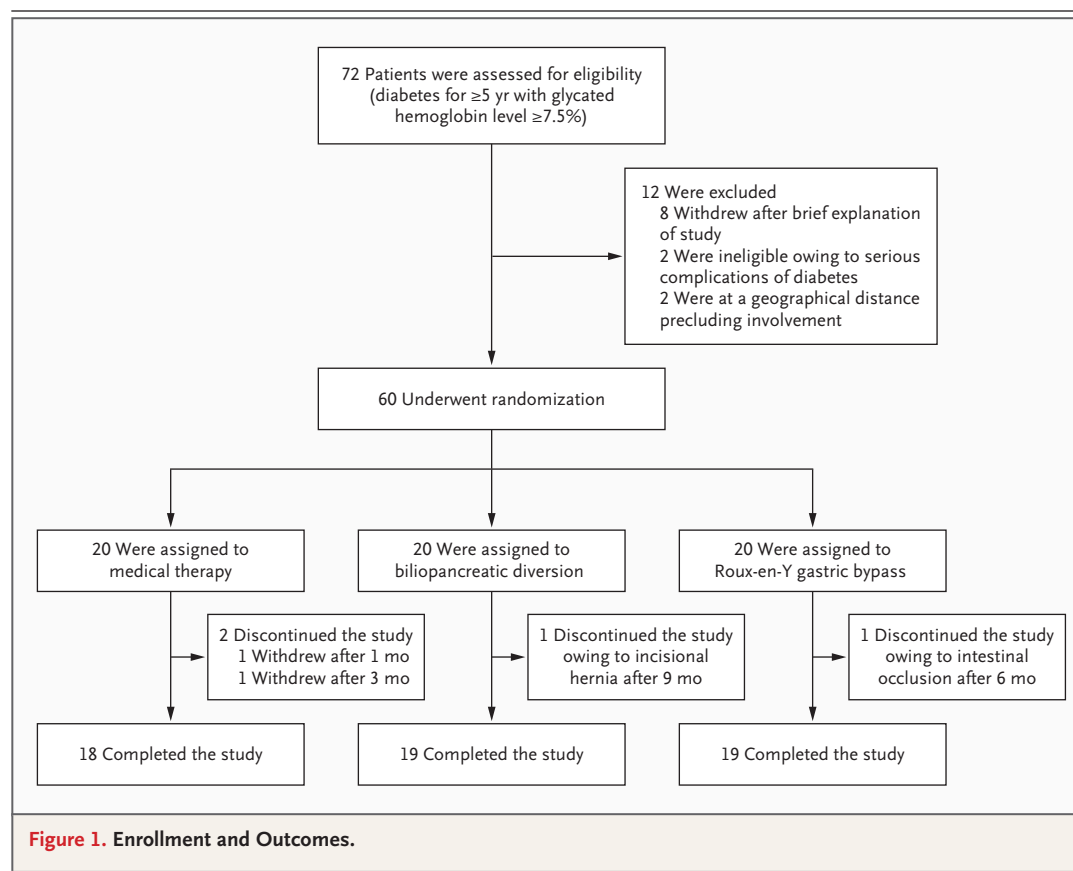 72 Patients were assessed for eligibility
(diabetes for ≥5 yr with glycated
hemoglobin level ≥7.5%)
12 Were excluded
8 Withdrew after brief explanation
of study
2 Were ineligible owing to serious
complications of diabetes
2 Were at a geographical distance
precluding involvement
60 Underwent randomization
20 Were assigned to
medical therapy
20 Were assigned to
biliopancreatic diversion
20 Were assigned to
Roux-en-Y gastric bypass
2 Discontinued the study
1 Withdrew after 1 mo
1 Withdrew after 3 mo
1 Discontinued the study
owing to incisional
hernia after 9 mo
1 Discontinued the study
owing to intestinal
occlusion after 6 mo
18 Completed the study
19 Completed the study
19 Completed the study
Figure 1. Enrollment and Outcomes.